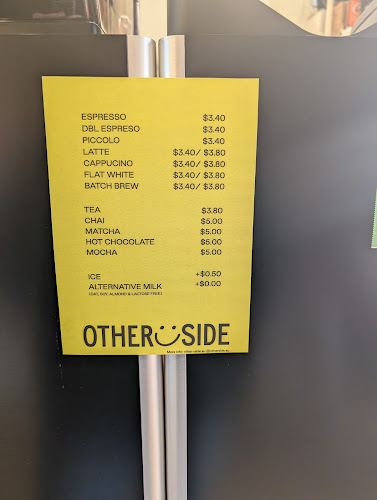 ESPRESSO $3.40
DBL ESPRESO $3.40
PICCOLO $3.40
LATTE $3.40/ $3.80
CAPPUCINO $3.40/ $3.80
FLAT WHITE $3.40/ $3.80
BATCH BREW $3.40/ $3.80
TEA $3.80
CHAI $5.00
MATCHA $5.00
HOT CHOCOLATE $5.00
MOCHA $5.00
ICE +$0.50
ALTERNATIVE MILK +$0.00
(OAT, SOY, ALMOND & LACTOSE FREE)
OTHER SIDE